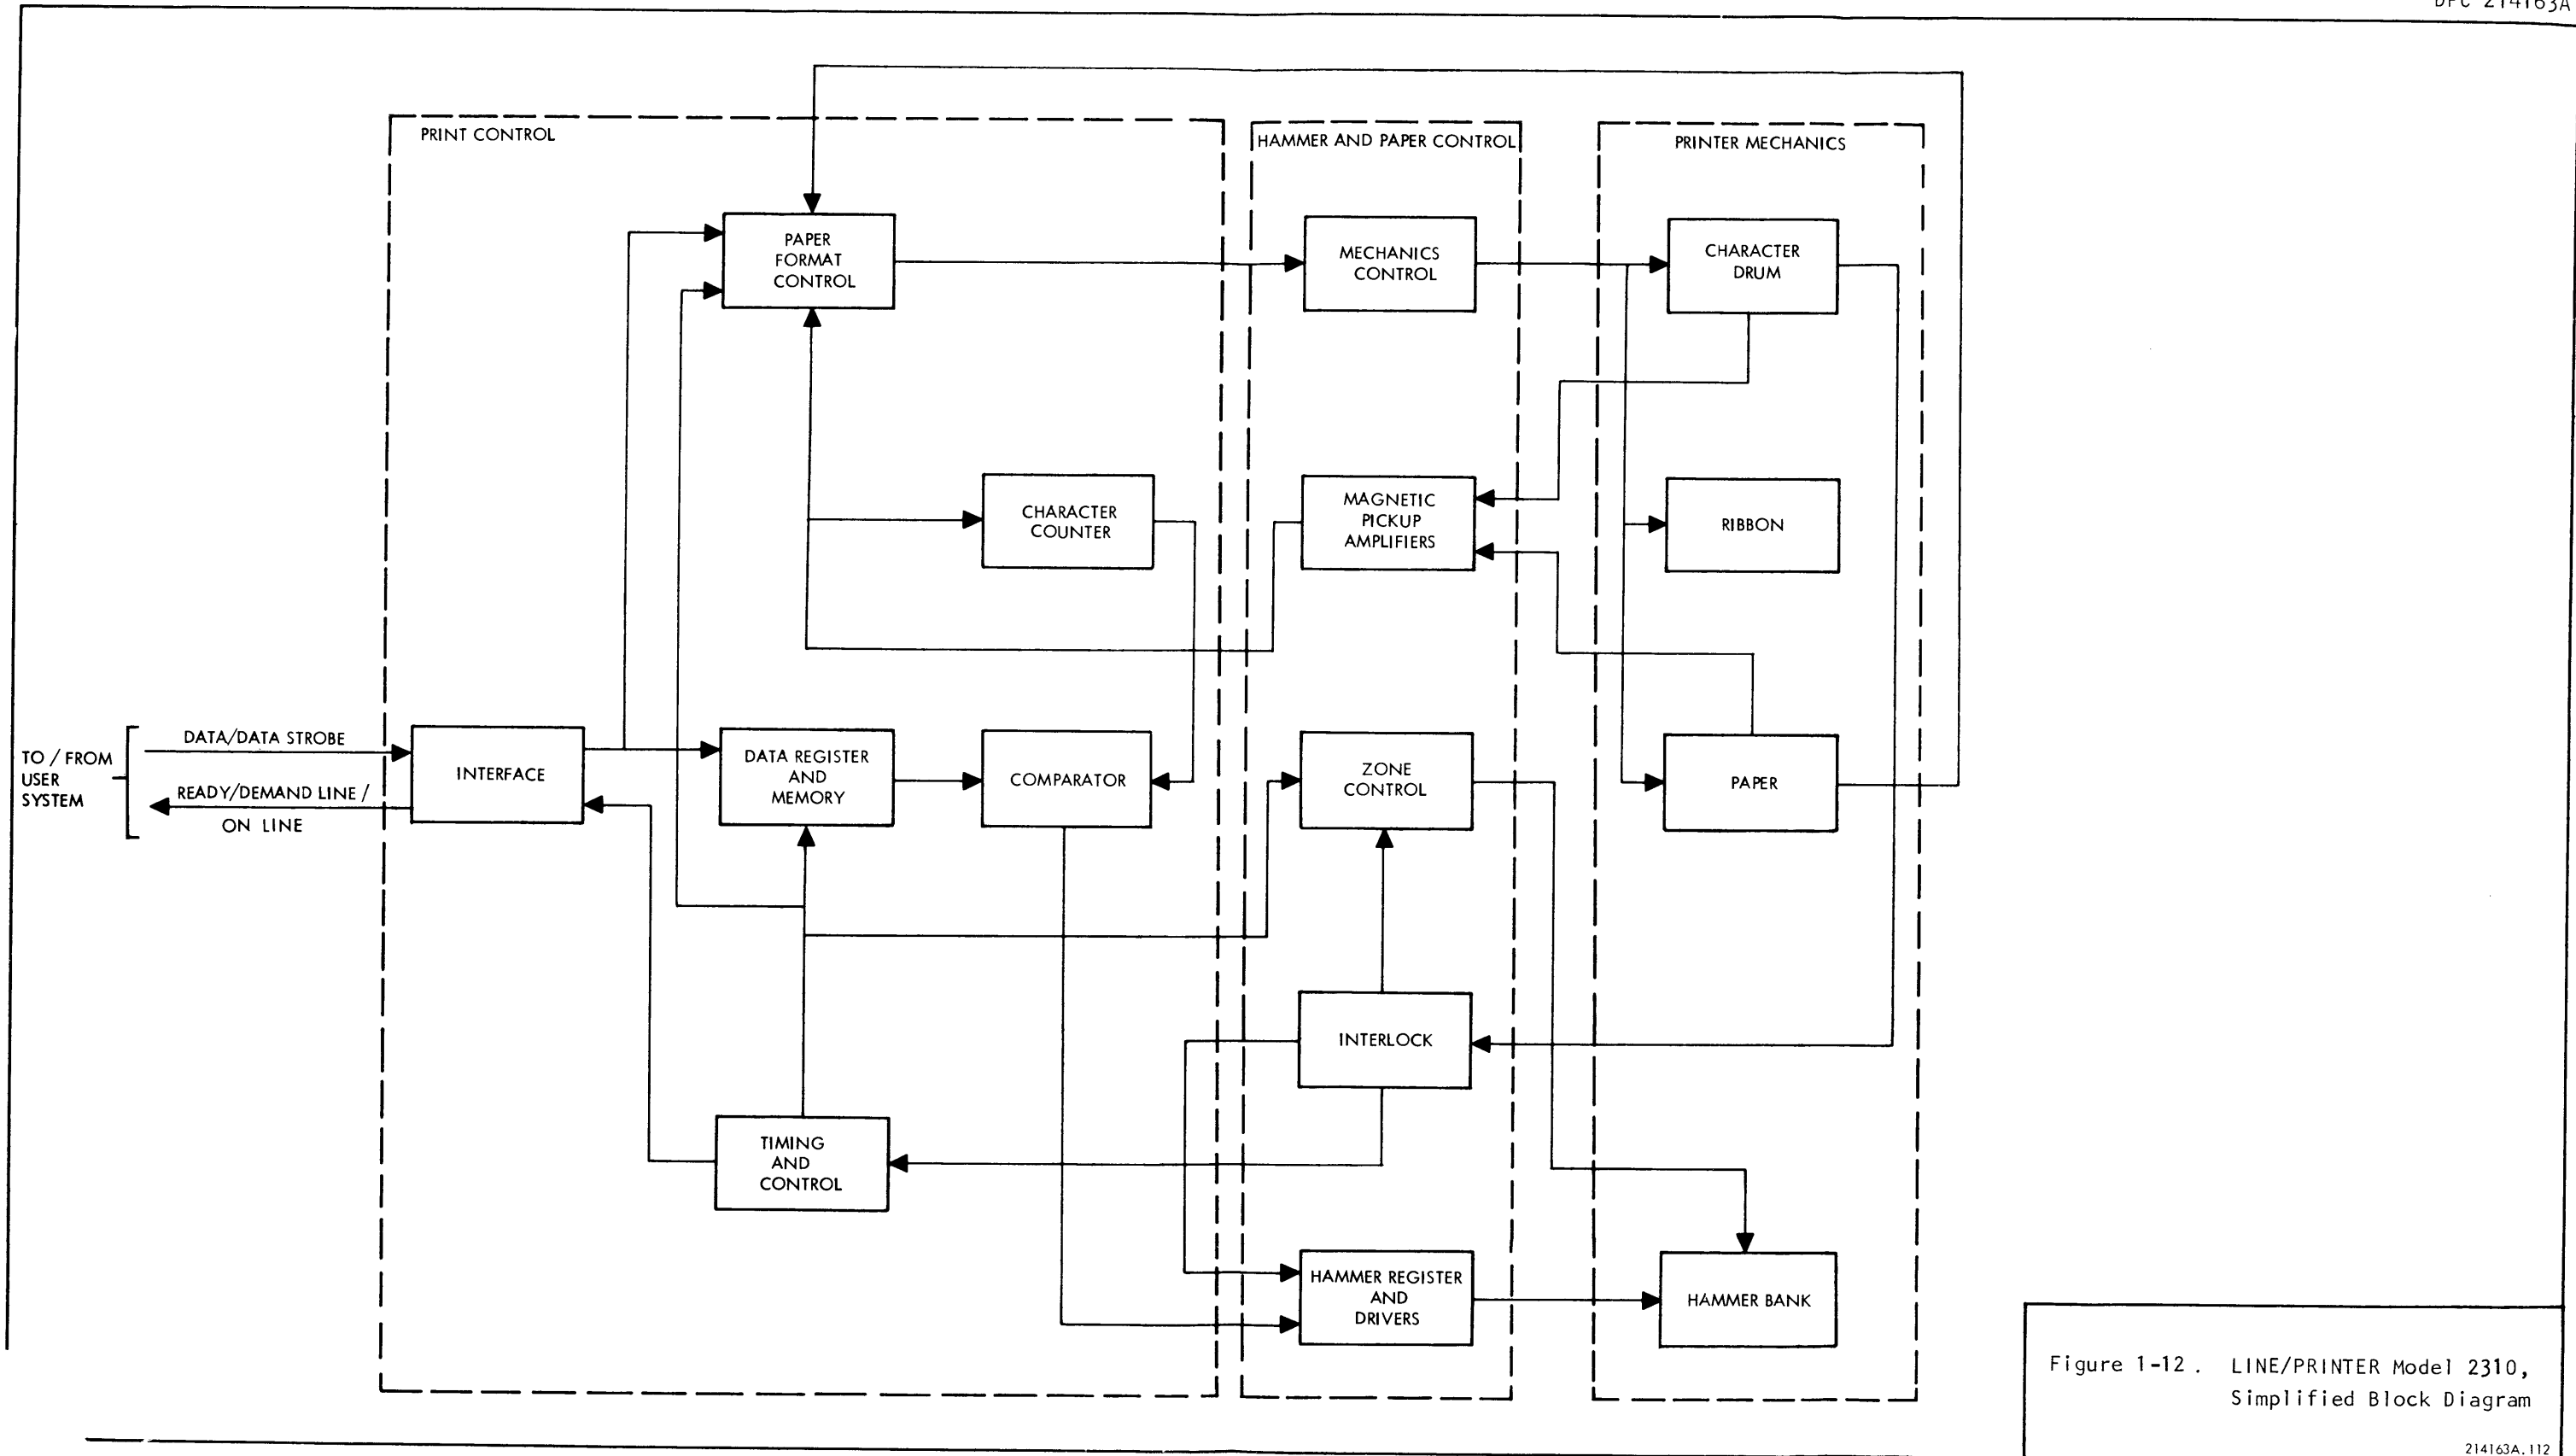 DPC 214163A
PRINT CONTROL
HAMMER AND PAPER CONTROL
PRINTER MECHANICS
PAPER
FORMAT
CONTROL
MECHANICS
CONTROL
CHARACTER
DRUM
CHARACTER
COUNTER
MAGNETIC
PICKUP
AMPLIFIERS
RIBBON
TO / FROM
USER
SYSTEM
DATA/DATA STROBE
READY/DEMAND LINE /
ON LINE
INTERFACE
DATA REGISTER
AND
MEMORY
COMPARATOR
ZONE
CONTROL
PAPER
INTERLOCK
TIMING
AND
CONTROL
HAMMER REGISTER
AND
DRIVERS
HAMMER BANK
Figure 1-12. LINE/PRINTER Model 2310,
Simplified Block Diagram
214163A.112